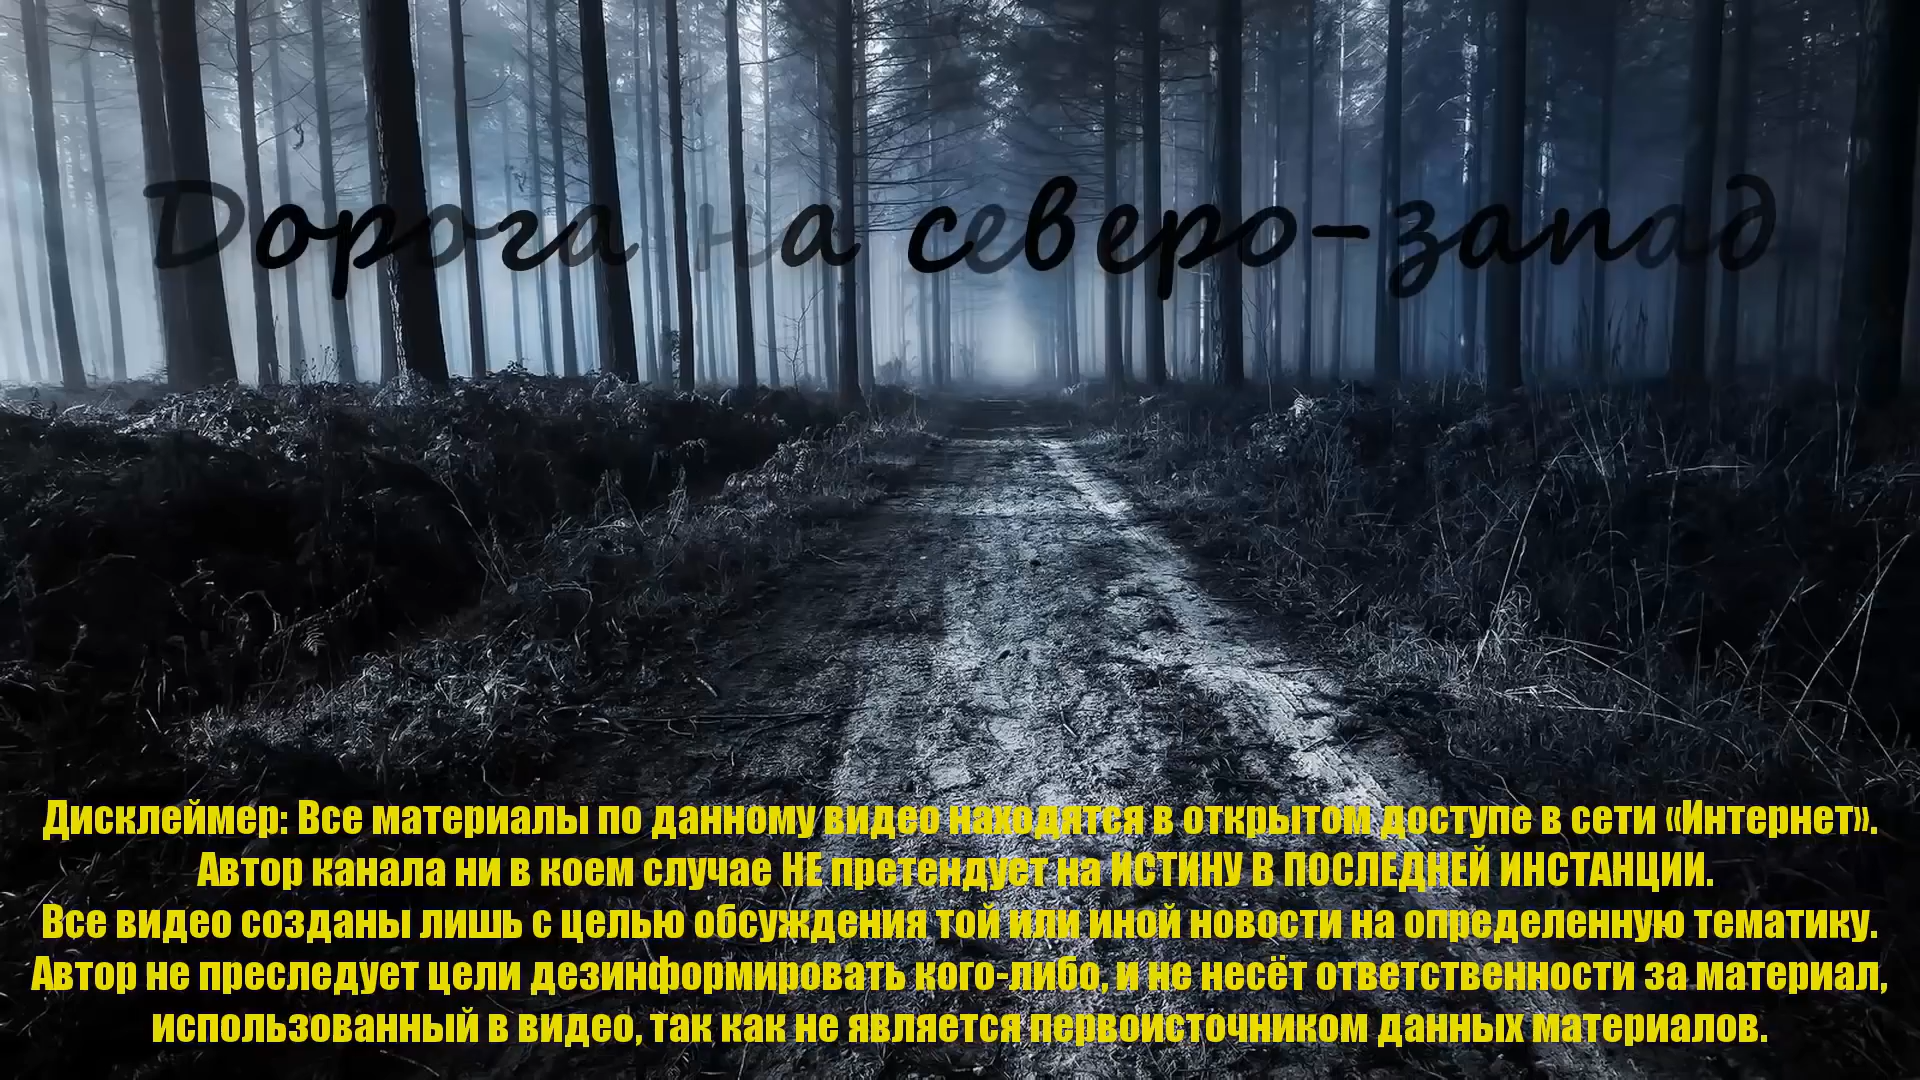 Дорога на северо-запад
Дисклеймер: Все материалы по данному видео находятся в открытом доступе в сети «Интернет».
Автор канала ни в коем случае НЕ претендует на ИСТИНУ В ПОСЛЕДНЕЙ ИНСТАНЦИИ.
Все видео созданы лишь с целью обсуждения той или иной новости на определенную тематику.
Автор не преследует цели дезинформировать кого-либо, и не несёт ответственности за материал,
использованный в видео, так как не является первоисточником данных материалов.